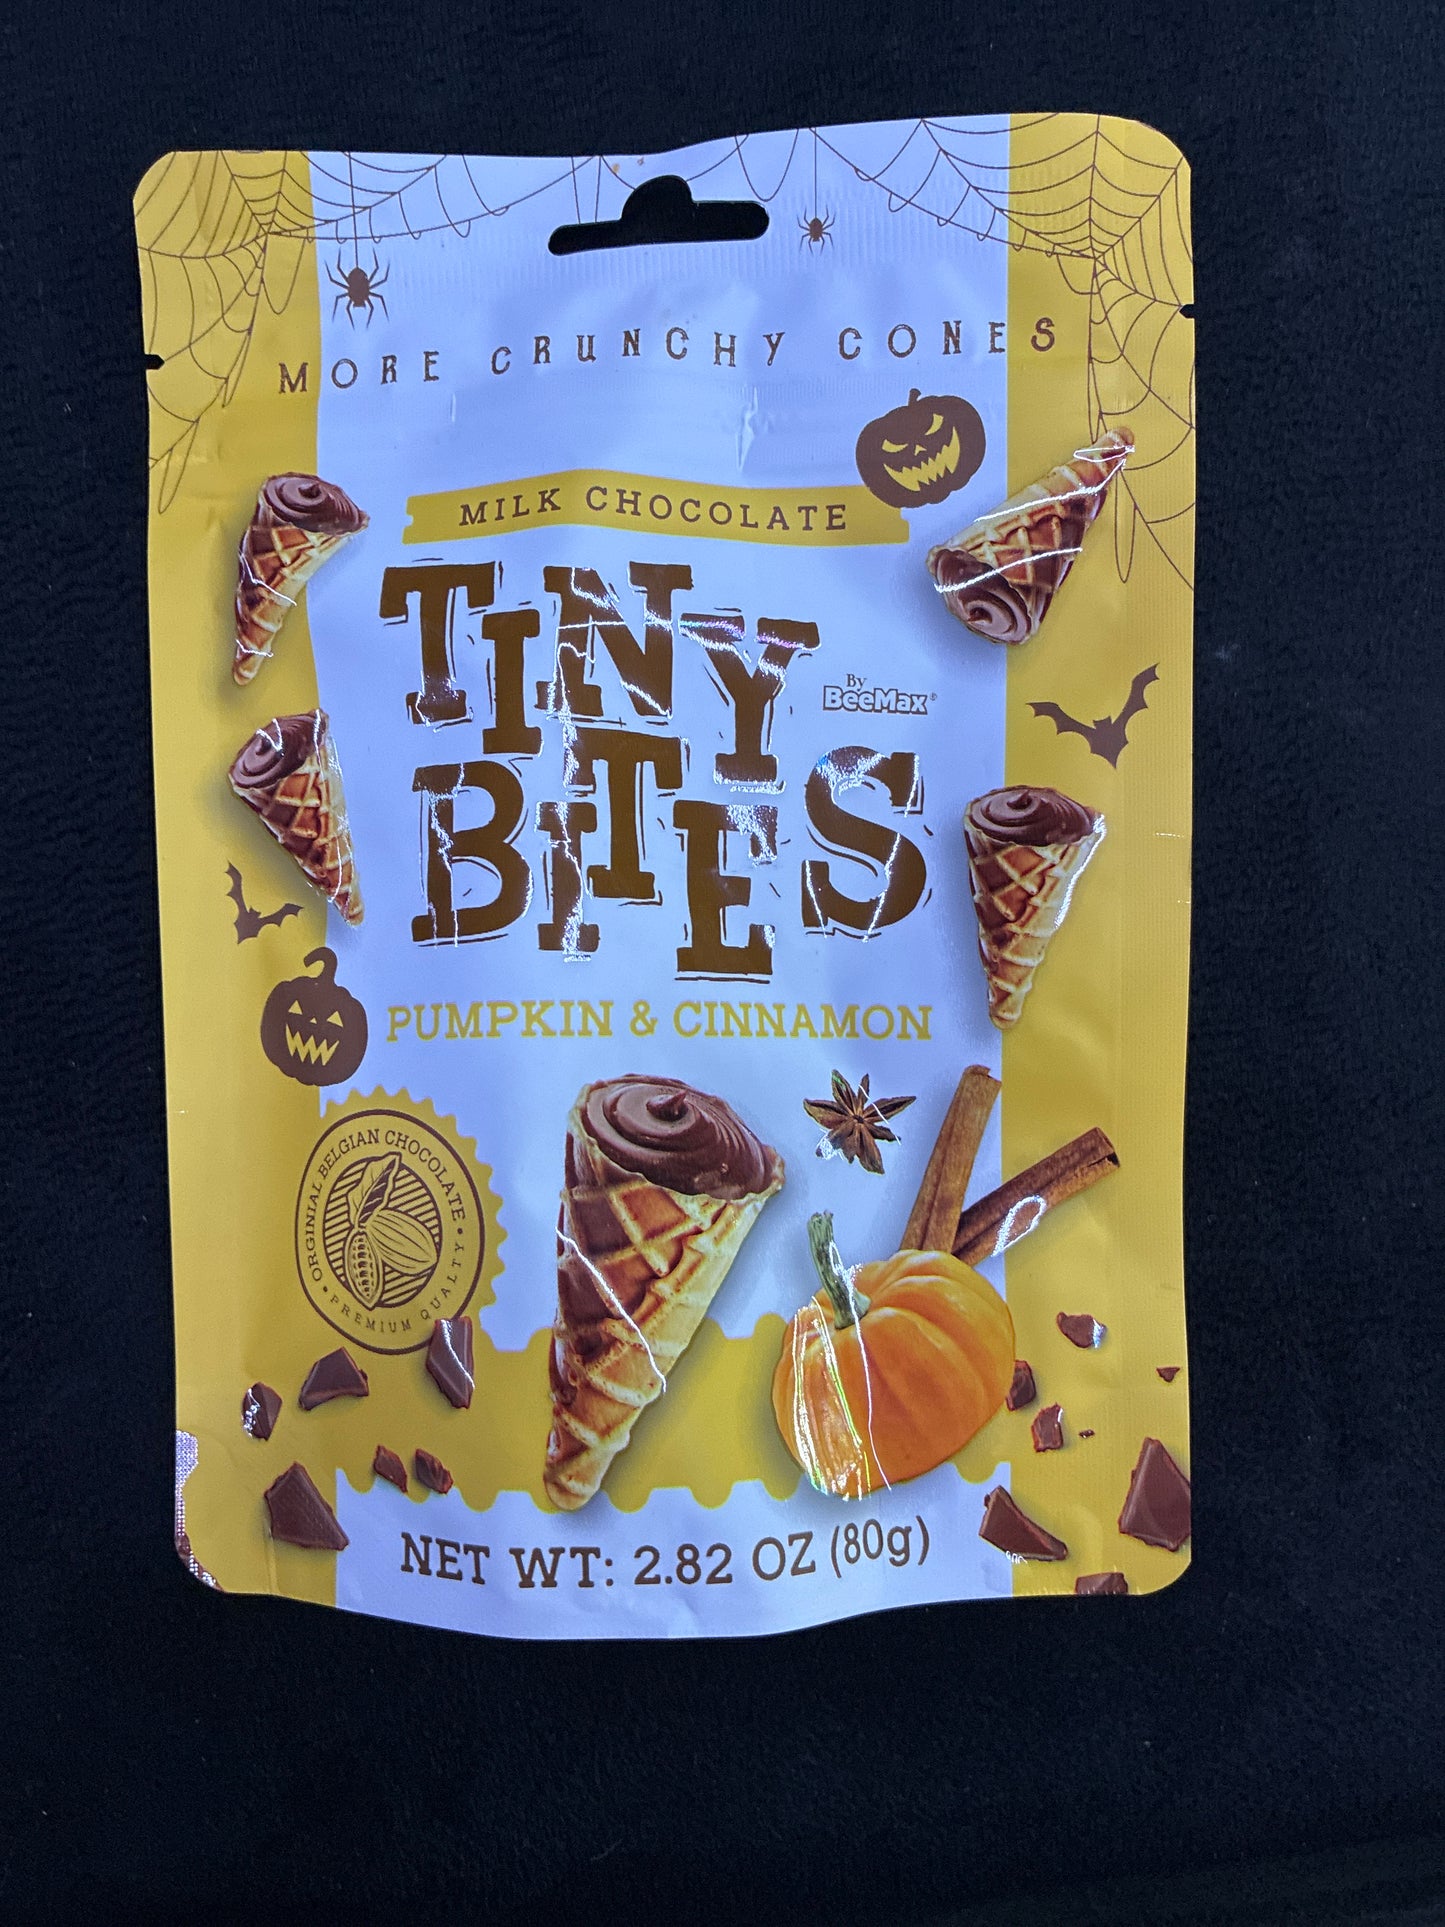 MORE CRUNCHY CONES
MILK CHOCOLATE
TINY
By
BeeMax®
BITES
PUMPKIN & CINNAMON
ORGINIAL BELGIAN CHOCOLATE
PREMIUM QUALTY
NET WT: 2.82 OZ (80g)